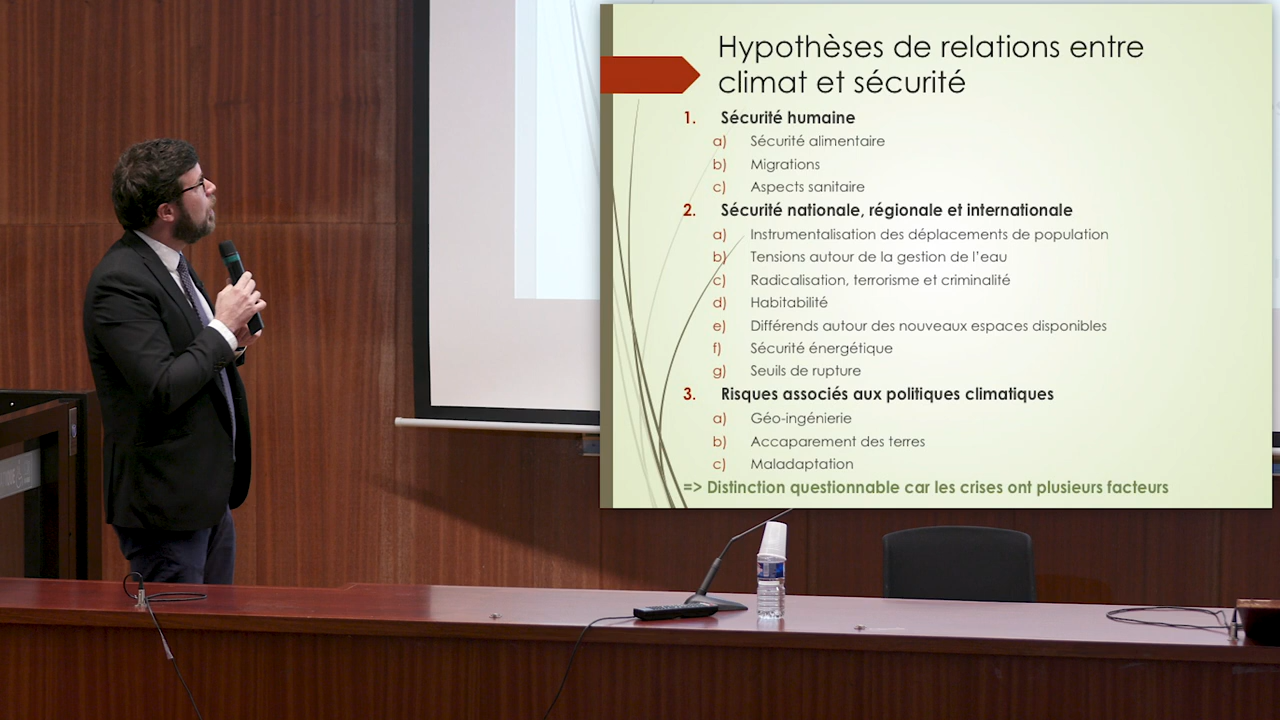 Hypothèses de relations entre
climat et sécurité
1. Sécurité humaine
a) Sécurité alimentaire
b) Migrations
c) Aspects sanitaire
2. Sécurité nationale, régionale et internationale
a) Instrumentalisation des déplacements de population
b) Tensions autour de la gestion de l'eau
c) Radicalisation, terrorisme et criminalité
d) Habitabilité
e) Différends autour des nouveaux espaces disponibles
f) Sécurité énergétique
g) Seuils de rupture
3. Risques associés aux politiques climatiques
a) Géo-ingénierie
b) Accaparement des terres
c) Maladaptation
=> Distinction questionnable car les crises ont plusieurs facteurs